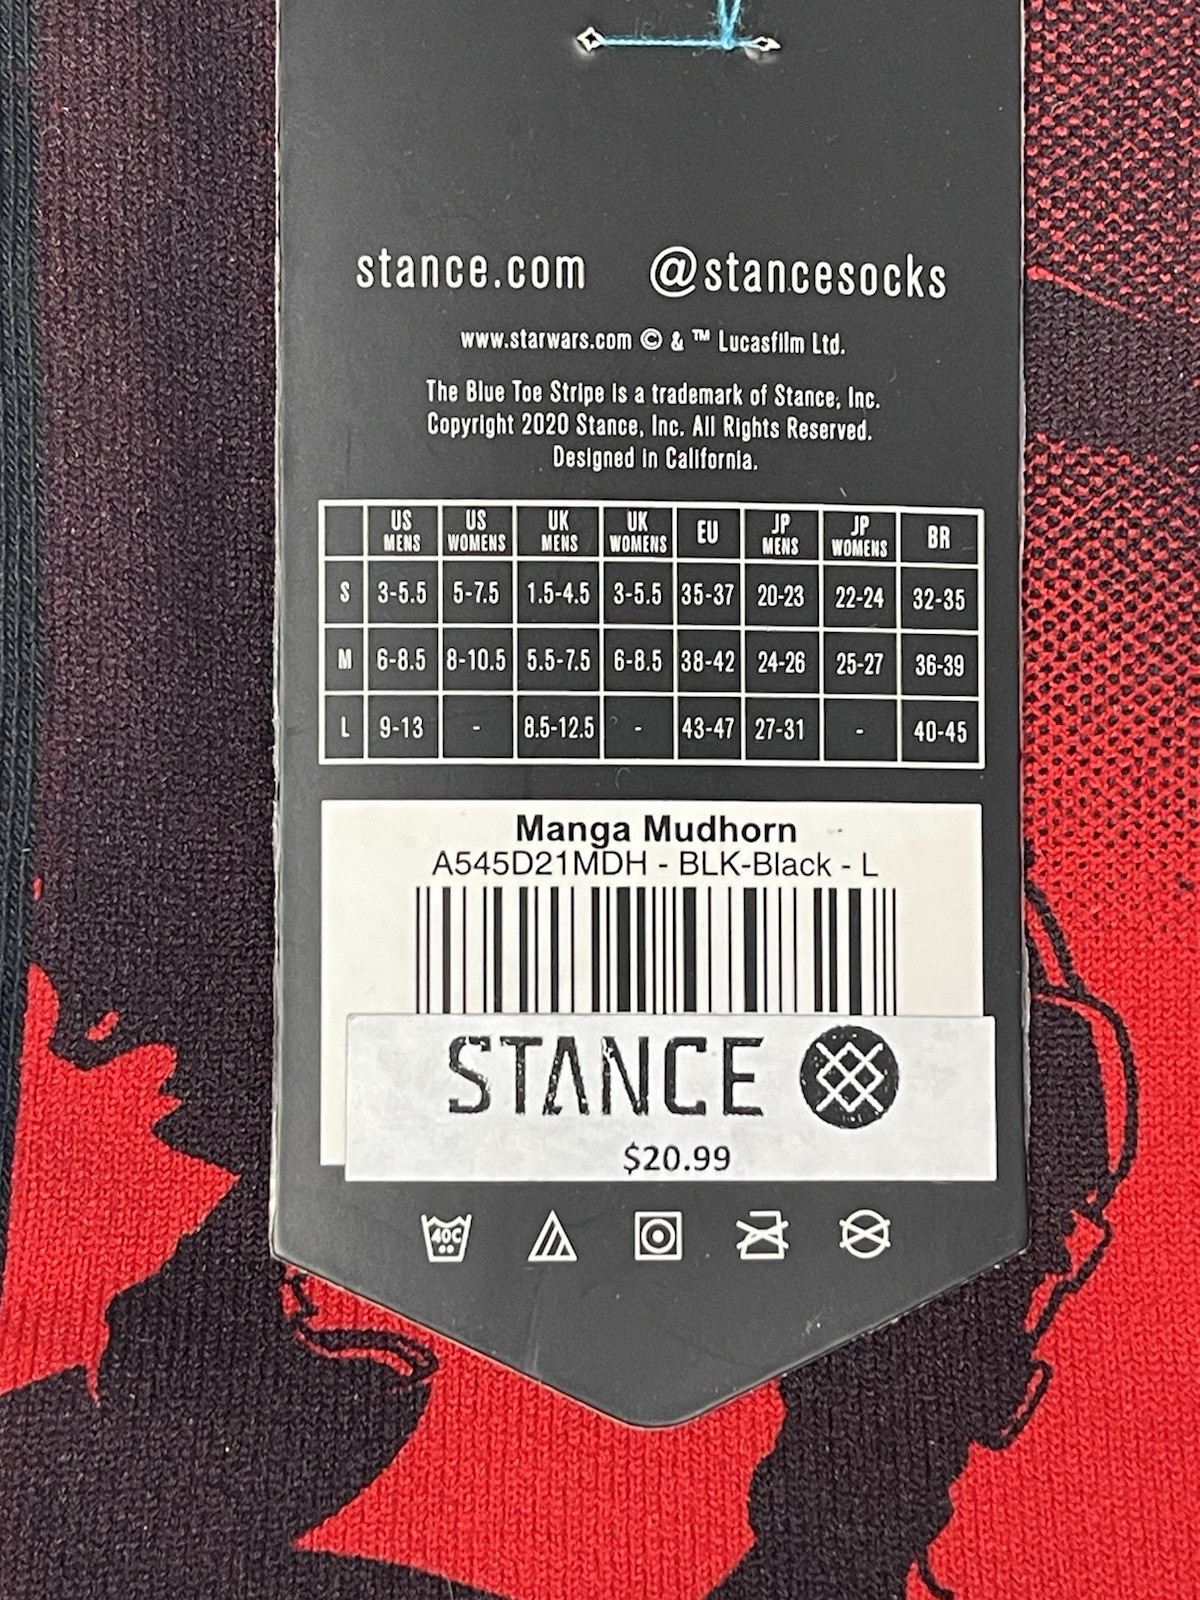 stance.com @stancesocks
www.starwars.com © & ™ Lucasfilm Ltd.
The Blue Toe Stripe is a trademark of Stance, Inc.
Copyright 2020 Stance, Inc. All Rights Reserved.
Designed in California.
US MENS US WOMENS UK MENS UK WOMENS EU JP MENS JP WOMENS BR
S 3-5.5 5-7.5 1.5-4.5 3-5.5 35-37 20-23 22-24 32-35
M 6-8.5 8-10.5 5.5-7.5 6-8.5 38-42 24-26 25-27 36-39
L 9-13 - 8.5-12.5 - 43-47 27-31 - 40-45
Manga Mudhorn
A545D21MDH - BLK-Black - L
STANCE
$20.99
40C